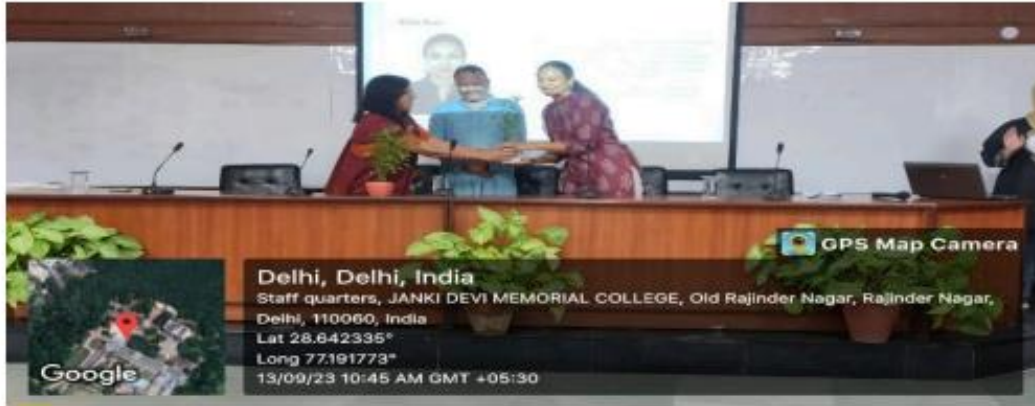 GPS Map Camera
Delhi, Delhi, India
Staff quarters, JANKI DEVI MEMORIAL COLLEGE, Old Rajinder Nagar, Rajinder Nagar,
Delhi, 110060, India
Lat 28.642335°
Long 77.191773°
13/09/23 10:45 AM GMT +05:30
Google